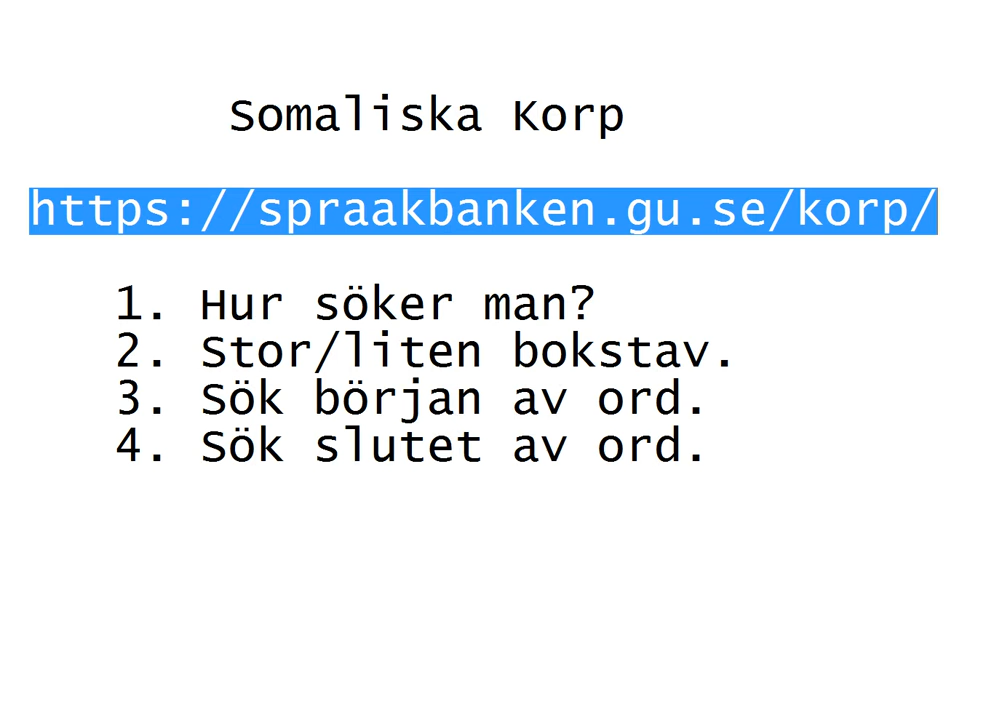 Somaliska Korp
https://spraakbanken.gu.se/korp/
1. Hur söker man?
2. Stor/liten bokstav.
3. Sök början av ord.
4. Sök slutet av ord.